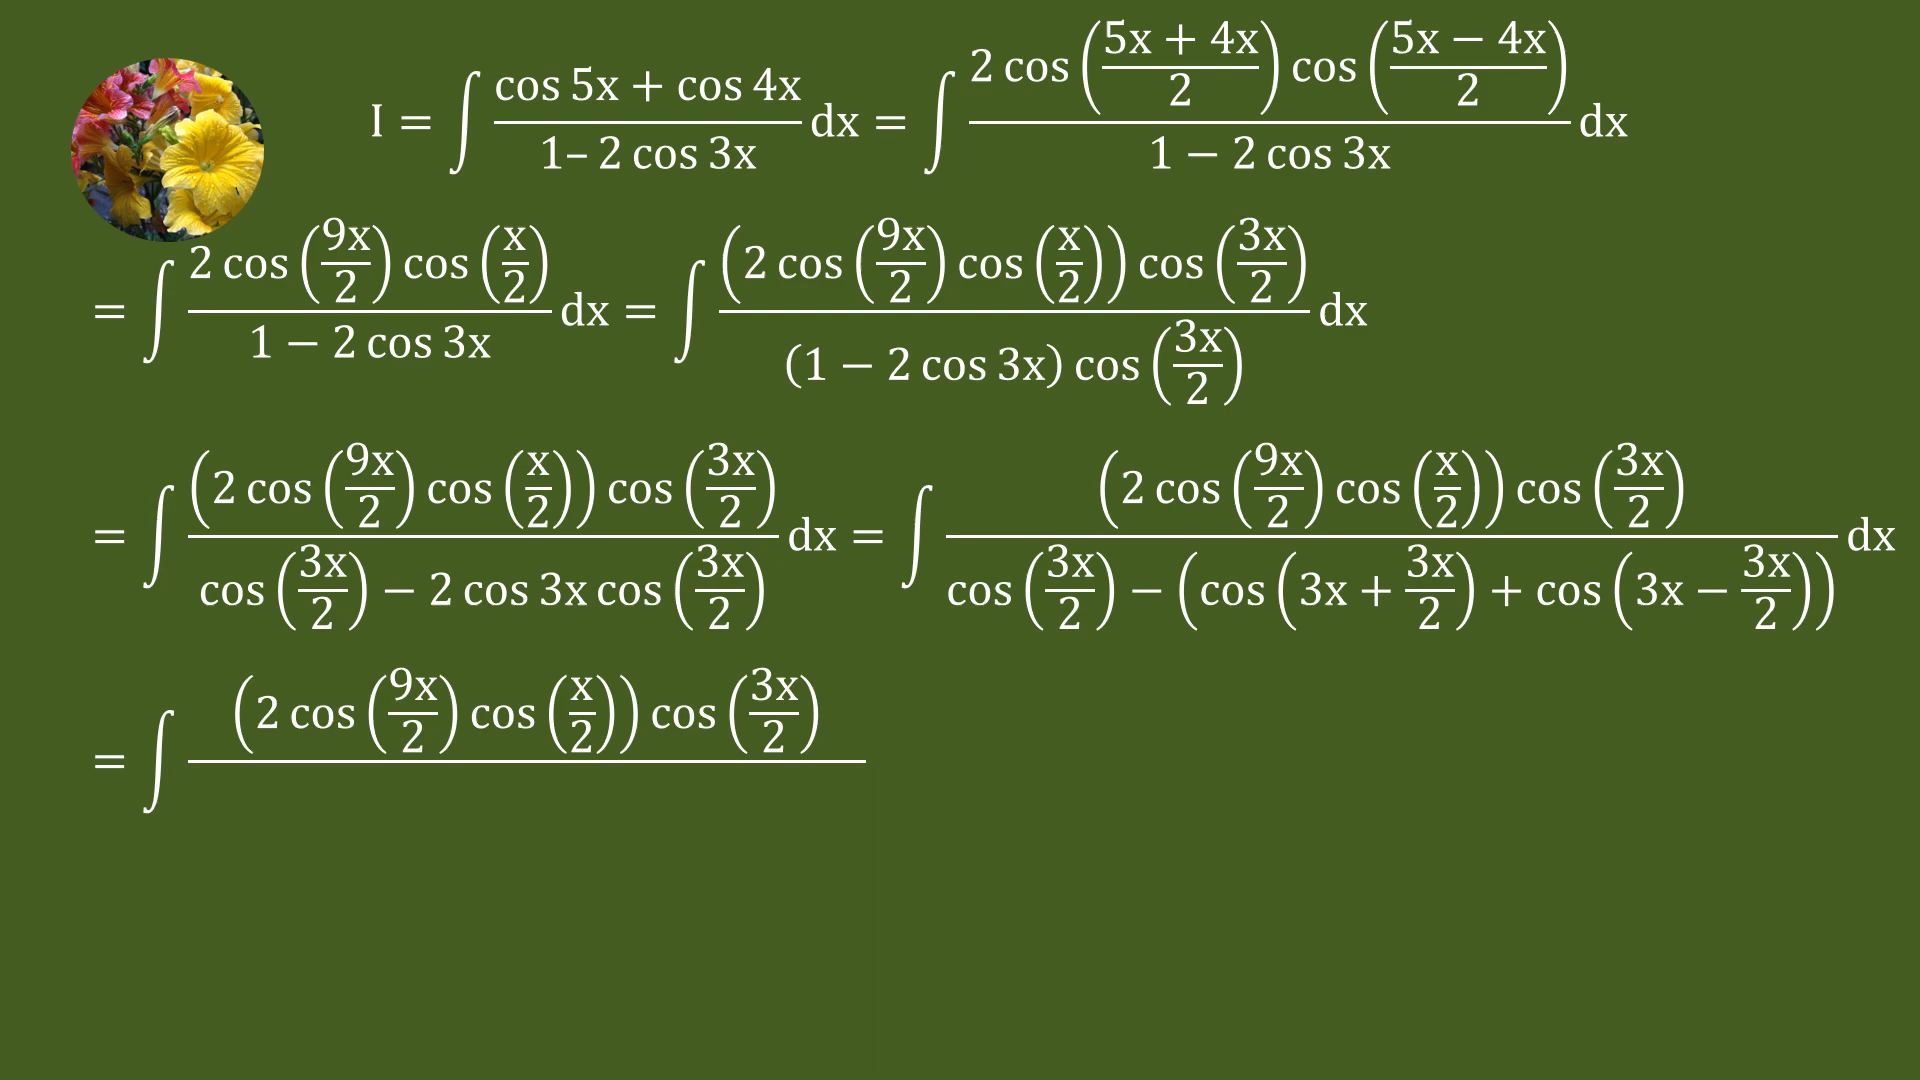 I = ∫ (cos 5x + cos 4x)/(1– 2 cos 3x) dx = ∫ (2 cos((5x + 4x)/2) cos((5x − 4x)/2))/(1 − 2 cos 3x) dx
= ∫ (2 cos(9x/2) cos(x/2))/(1 − 2 cos 3x) dx = ∫ ((2 cos(9x/2) cos(x/2)) cos(3x/2))/((1 − 2 cos 3x) cos(3x/2)) dx
= ∫ ((2 cos(9x/2) cos(x/2)) cos(3x/2))/(cos(3x/2) − 2 cos 3x cos(3x/2)) dx = ∫ ((2 cos(9x/2) cos(x/2)) cos(3x/2))/(cos(3x/2) − (cos(3x + 3x/2) + cos(3x − 3x/2))) dx
= ∫ ((2 cos(9x/2) cos(x/2)) cos(3x/2))/